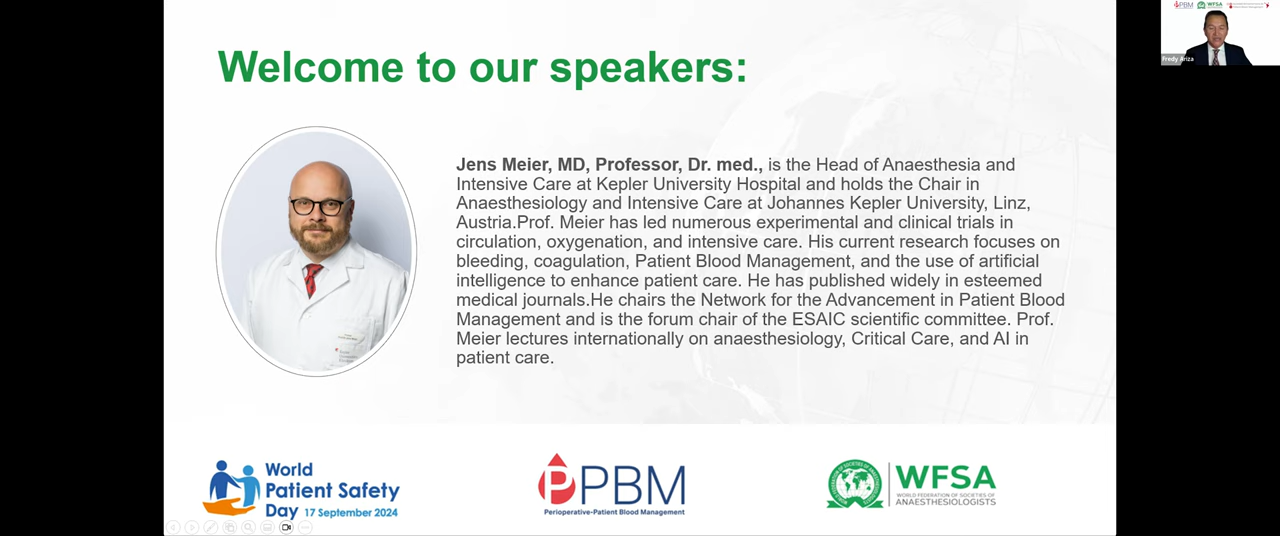 Welcome to our speakers:
Jens Meier, MD, Professor, Dr. med., is the Head of Anaesthesia and
Intensive Care at Kepler University Hospital and holds the Chair in
Anaesthesiology and Intensive Care at Johannes Kepler University, Linz,
Austria.Prof. Meier has led numerous experimental and clinical trials in
circulation, oxygenation, and intensive care. His current research focuses on
bleeding, coagulation, Patient Blood Management, and the use of artificial
intelligence to enhance patient care. He has published widely in esteemed
medical journals.He chairs the Network for the Advancement in Patient Blood
Management and is the forum chair of the ESAIC scientific committee. Prof.
Meier lectures internationally on anaesthesiology, Critical Care, and AI in
patient care.
World
Patient Safety
Day 17 September 2024
PPBM
Perioperative-Patient Blood Management
WFSA
WORLD FEDERATION OF SOCIETIES OF
ANAESTHESIOLOGISTS
PBM
WFSA
Fredy Ariza